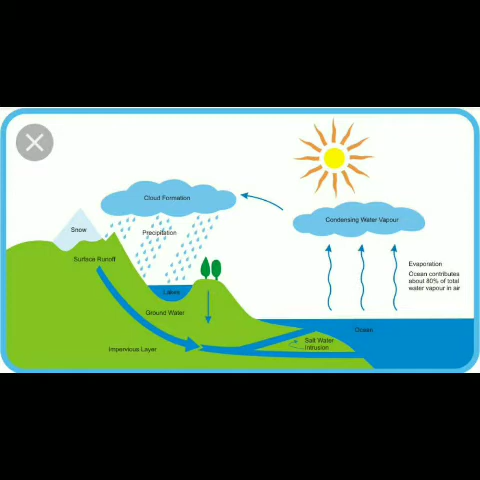 Cloud Formation
Condensing Water Vapour
Snow
Precipitation
Surface Runoff
Evaporation
Ocean contributes
about 80% of total
water vapour in air
Lakes
Ground Water
Ocean
Salt Water
Intrusion
Impervious Layer